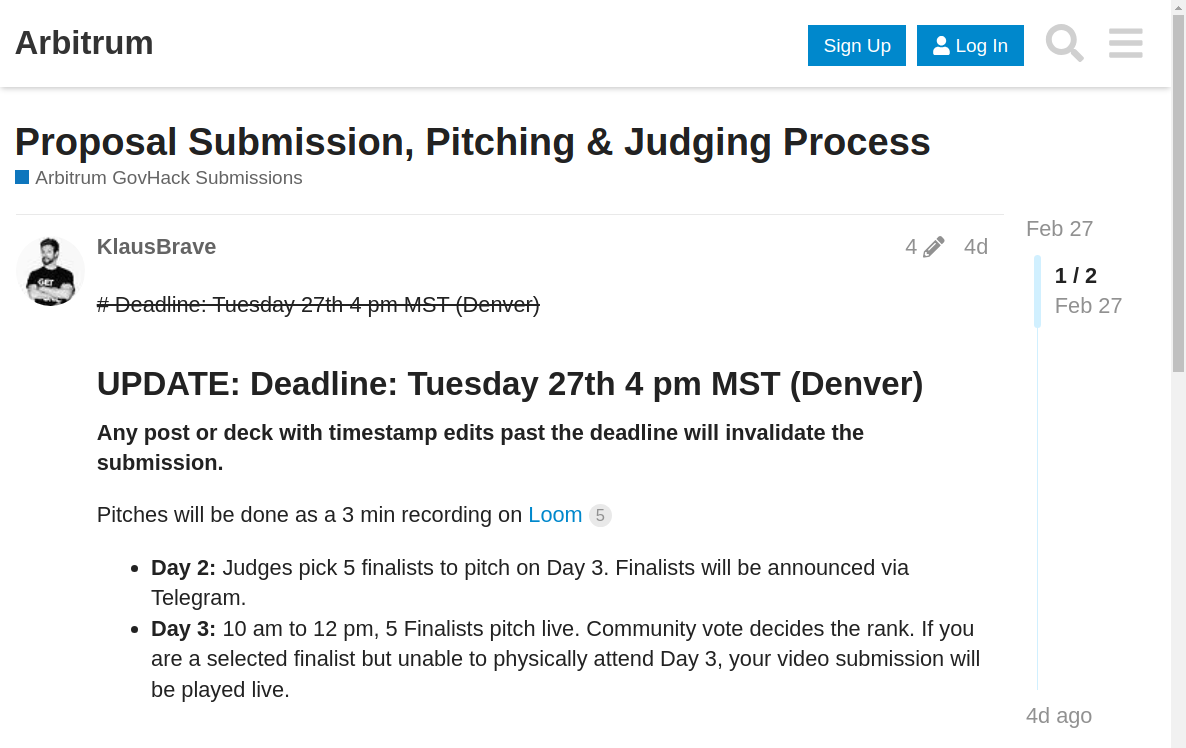 Arbitrum
Sign Up
Log In
Proposal Submission, Pitching & Judging Process
Arbitrum GovHack Submissions
KlausBrave
4
4d
Feb 27
1 / 2
Feb 27
GET
# Deadline: Tuesday 27th 4 pm MST (Denver)
UPDATE: Deadline: Tuesday 27th 4 pm MST (Denver)
Any post or deck with timestamp edits past the deadline will invalidate the
submission.
Pitches will be done as a 3 min recording on Loom 5
• Day 2: Judges pick 5 finalists to pitch on Day 3. Finalists will be announced via
Telegram.
• Day 3: 10 am to 12 pm, 5 Finalists pitch live. Community vote decides the rank. If you
are a selected finalist but unable to physically attend Day 3, your video submission will
be played live.
4d ago